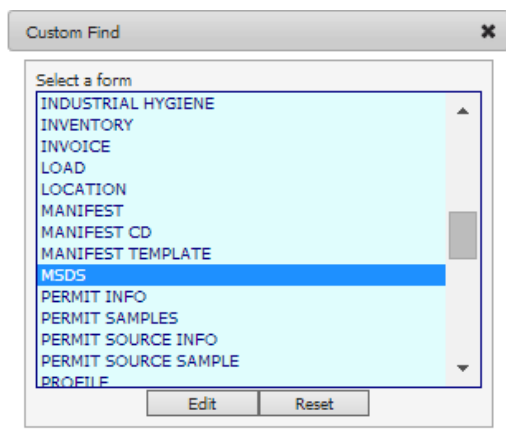 Custom Find
Select a form
INDUSTRIAL HYGIENE
INVENTORY
INVOICE
LOAD
LOCATION
MANIFEST
MANIFEST CD
MANIFEST TEMPLATE
MSDS
PERMIT INFO
PERMIT SAMPLES
PERMIT SOURCE INFO
PERMIT SOURCE SAMPLE
PROFILE
Edit Reset